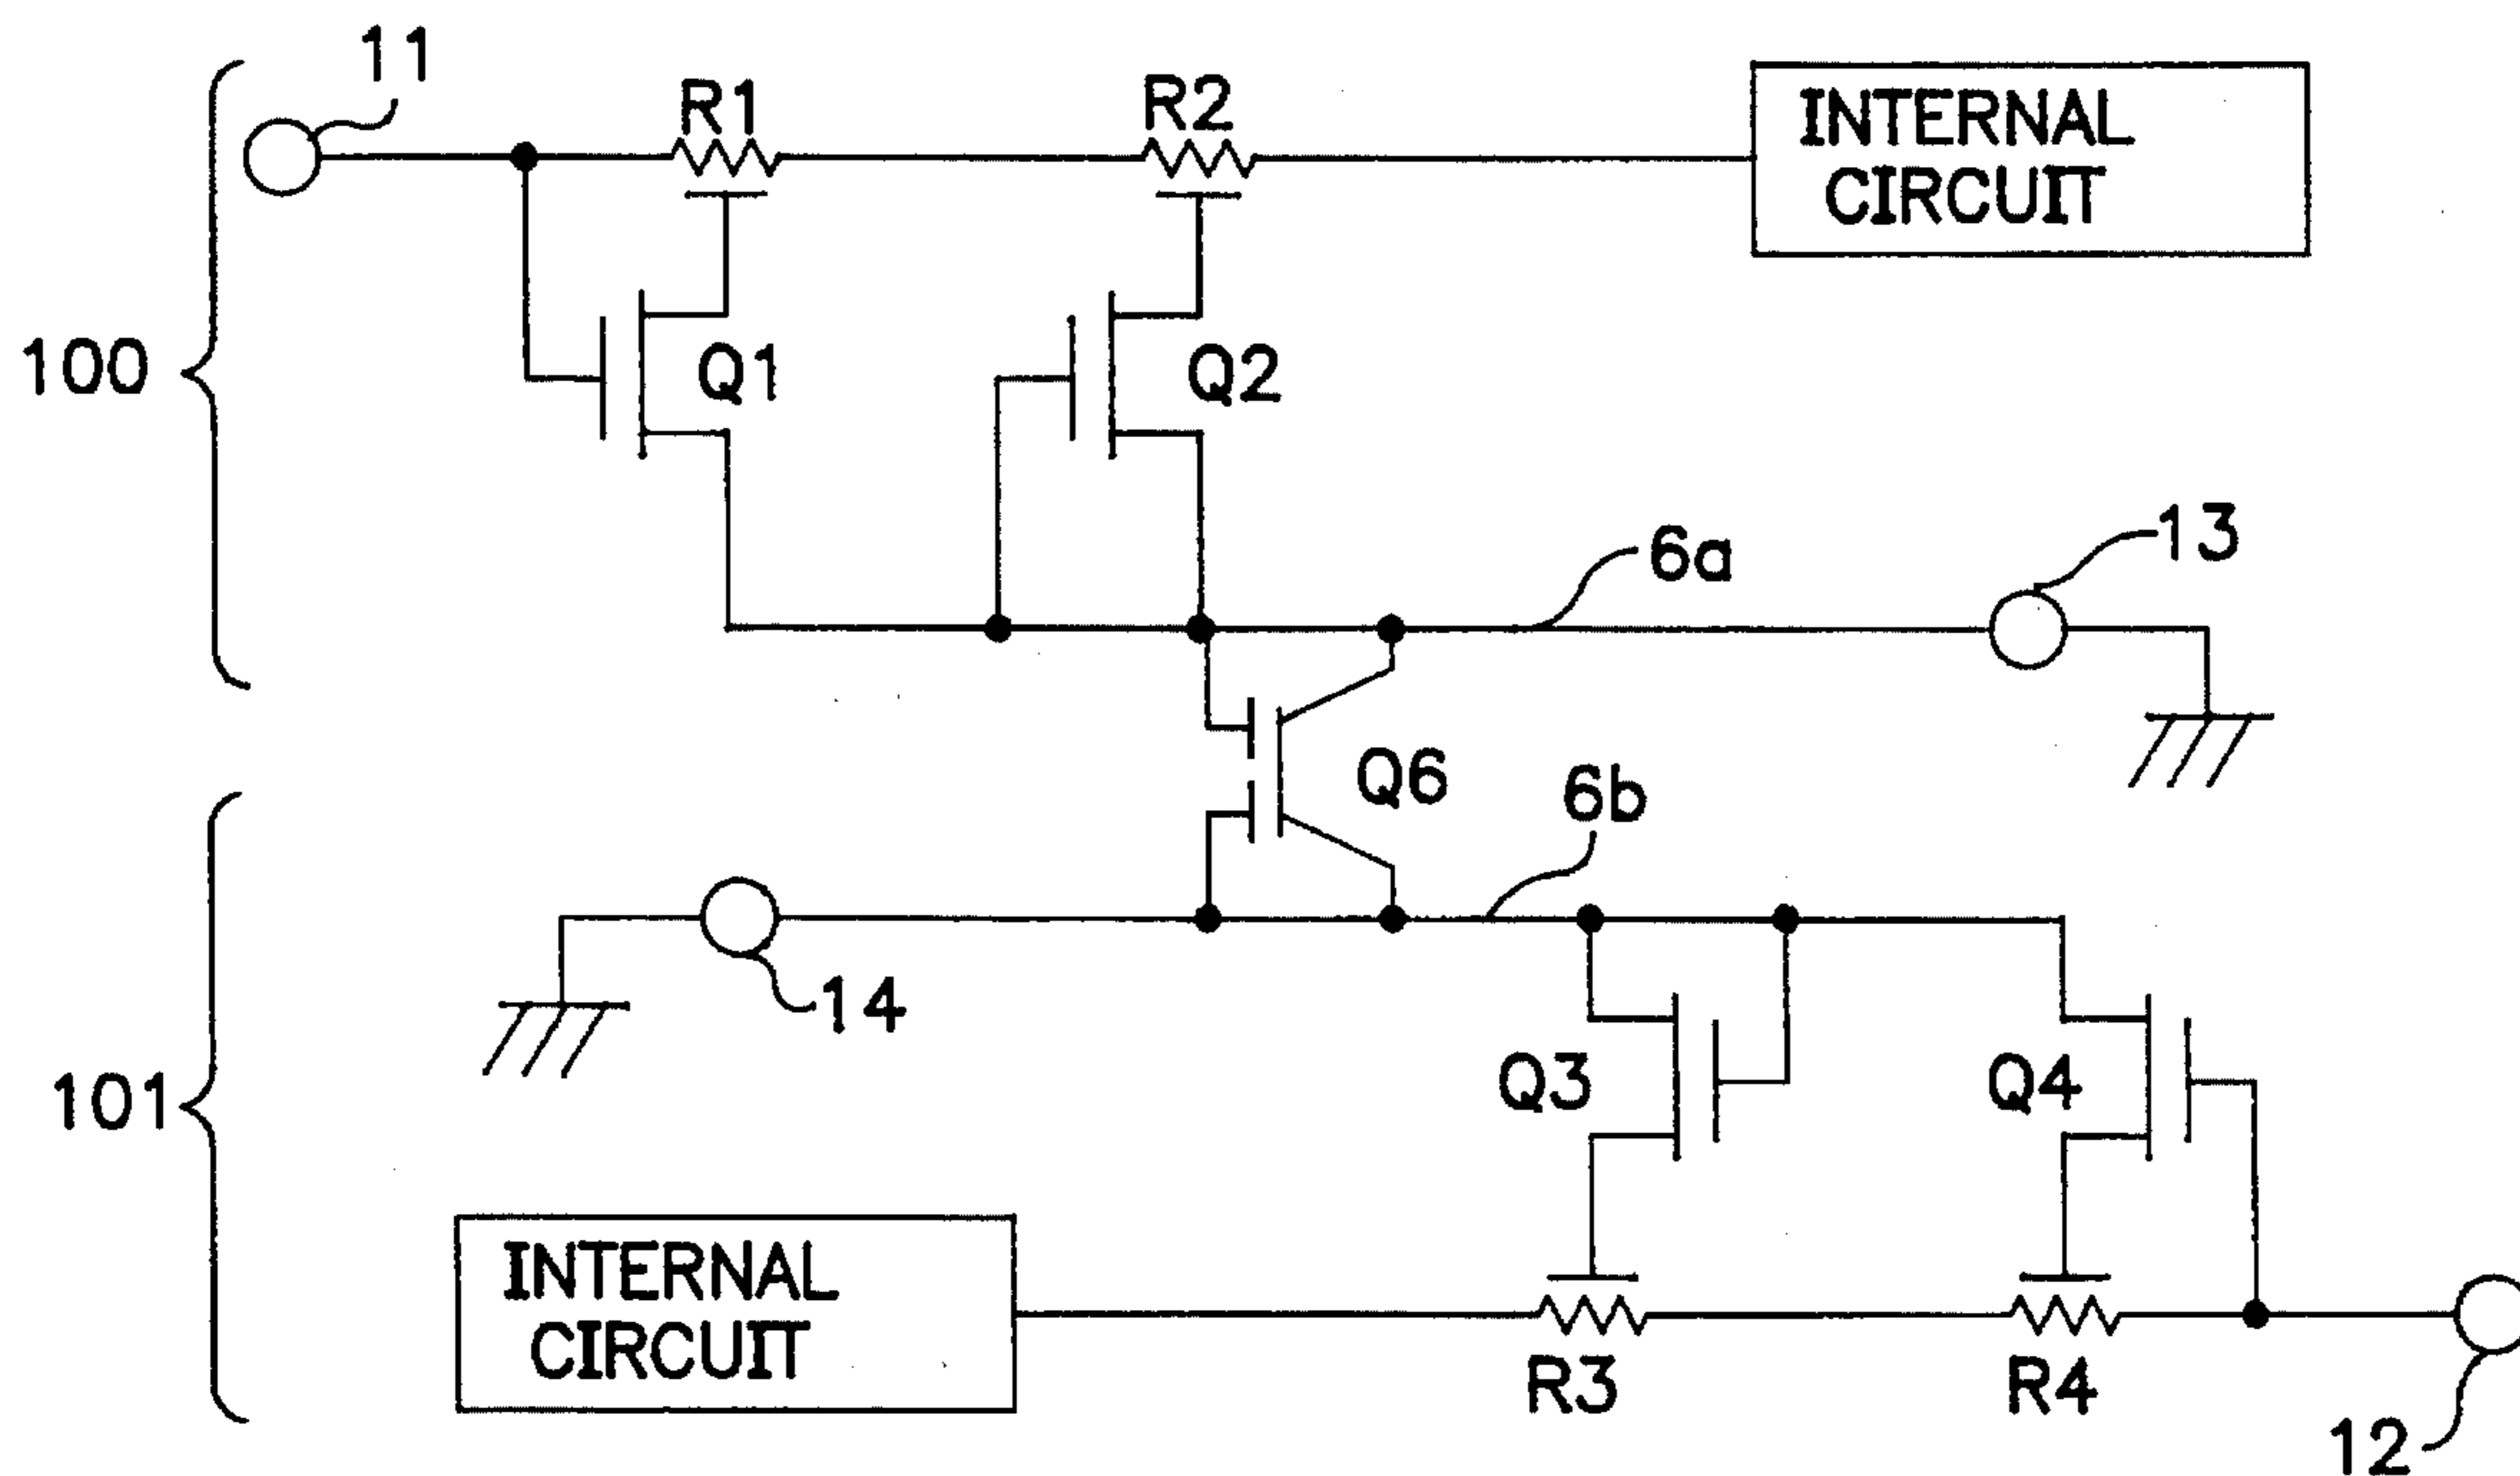 11
R1
R2
INTERNAL
CIRCUIT
100
Q1
Q2
6a
13
Q6
6b
14
101
Q3
Q4
INTERNAL
CIRCUIT
R3
R4
12